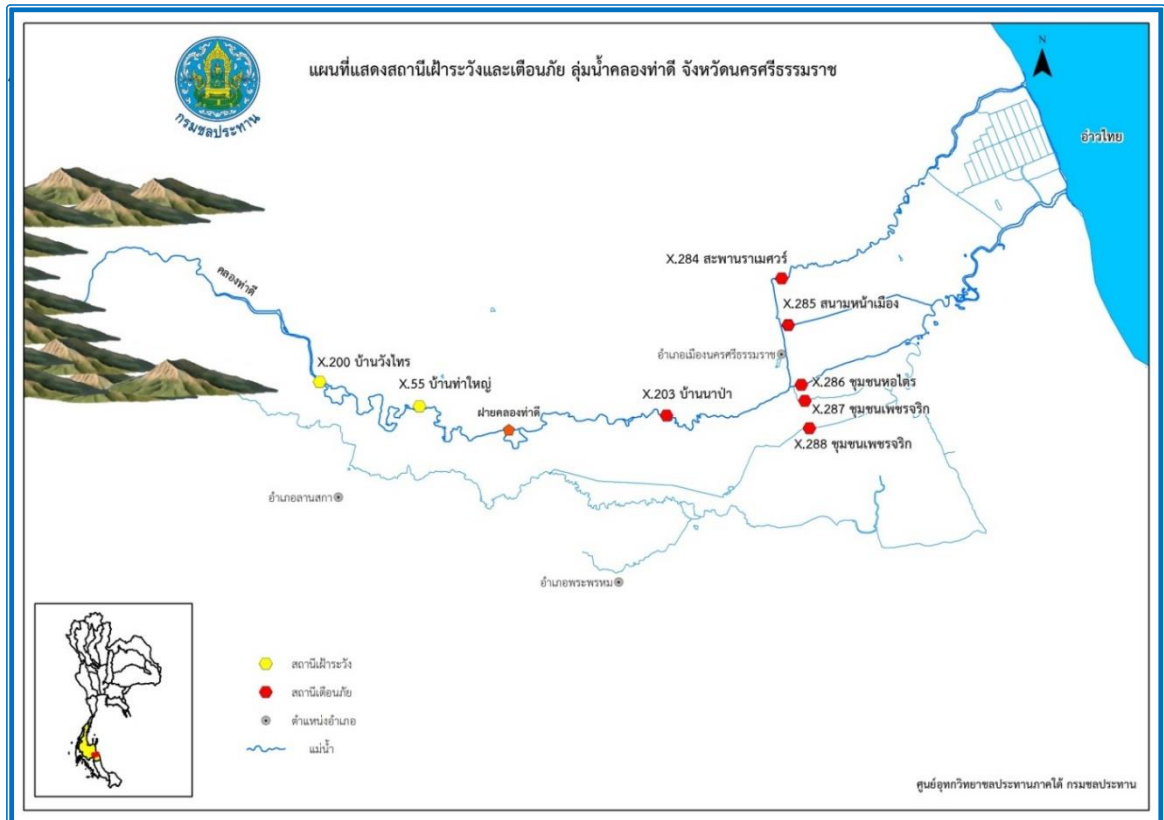 แผนที่แสดงสถานีเฝ้าระวังและเตือนภัย ลุ่มน้ำคลองท่าดี จังหวัดนครศรีธรรมราช
กรมชลประทาน
N
อ่าวไทย
คลองท่าดี
X.284 สะพานราเมศวร์
X.285 สนามหน้าเมือง
อำเภอเมืองนครศรีธรรมราช
X.200 บ้านวังไทร
X.55 บ้านท่าใหญ่
ฝายคลองท่าดี
X.203 บ้านนาป่า
X.286 ชุมชนหอไตร
X.287 ชุมชนเพชรจริก
X.288 ชุมชนเพชรจริก
อำเภอลานสกา
อำเภอพระพรหม
สถานีเฝ้าระวัง
สถานีเตือนภัย
ตำแหน่งอำเภอ
แม่น้ำ
ศูนย์อุทกวิทยาชลประทานภาคใต้ กรมชลประทาน